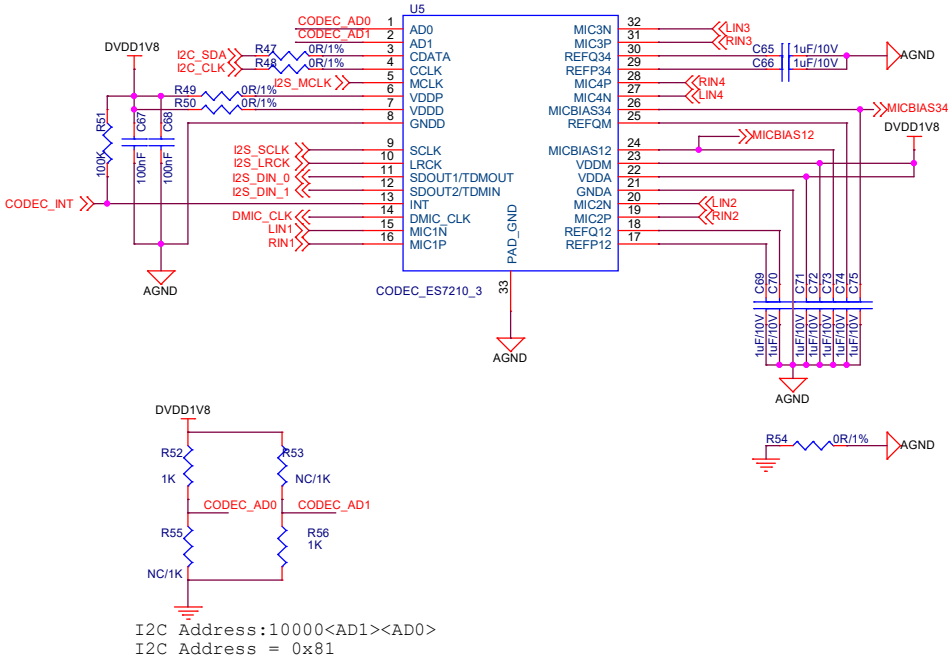 U5
CODEC_AD0 1 AD0 MIC3N 32 LIN3
CODEC_AD1 2 AD1 MIC3P 31 RIN3
I2C_SDA R47 0R/1% 3 CDATA REFQ34 30 C65 1uF/10V
I2C_CLK R48 0R/1% 4 CCLK REFP34 29 C66 1uF/10V AGND
I2S_MCLK 5 MCLK MIC4P 28 RIN4
DVDD1V8 R49 0R/1% 6 VDDP MIC4N 27 LIN4
R50 0R/1% 7 VDDD MICBIAS34 26 MICBIAS34
8 GNDD REFQM 25 DVDD1V8
R51 100K C67 100nF C68 100nF
I2S_SCLK 9 SCLK MICBIAS12 24 MICBIAS12
I2S_LRCK 10 LRCK VDDM 23
I2S_DIN_0 11 SDOUT1/TDMOUT VDDA 22
I2S_DIN_1 12 SDOUT2/TDMIN GNDA 21
CODEC_INT 13 INT MIC2N 20 LIN2
DMIC_CLK 14 DMIC_CLK MIC2P 19 RIN2
LIN1 15 MIC1N REFQ12 18
RIN1 16 MIC1P REFP12 17
PAD_GND
33
AGND
CODEC_ES7210_3
AGND
C69 C70 C71 C72 C73 C74 C75
1uF/10V 1uF/10V 1uF/10V 1uF/10V 1uF/10V 1uF/10V 1uF/10V
AGND
DVDD1V8
R54 0R/1% AGND
R52 R53
1K NC/1K
CODEC_AD0 CODEC_AD1
R55 R56
NC/1K 1K
I2C Address:10000<AD1><AD0>
I2C Address = 0x81